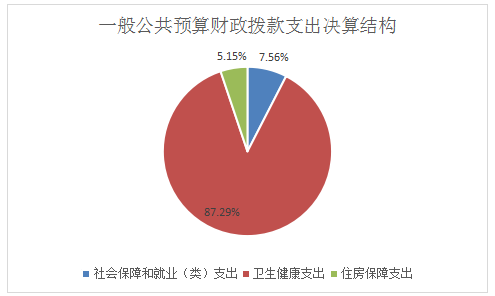 一般公共预算财政拨款支出决算结构
5.15%
7.56%
87.29%
社会保障和就业（类）支出 卫生健康支出 住房保障支出